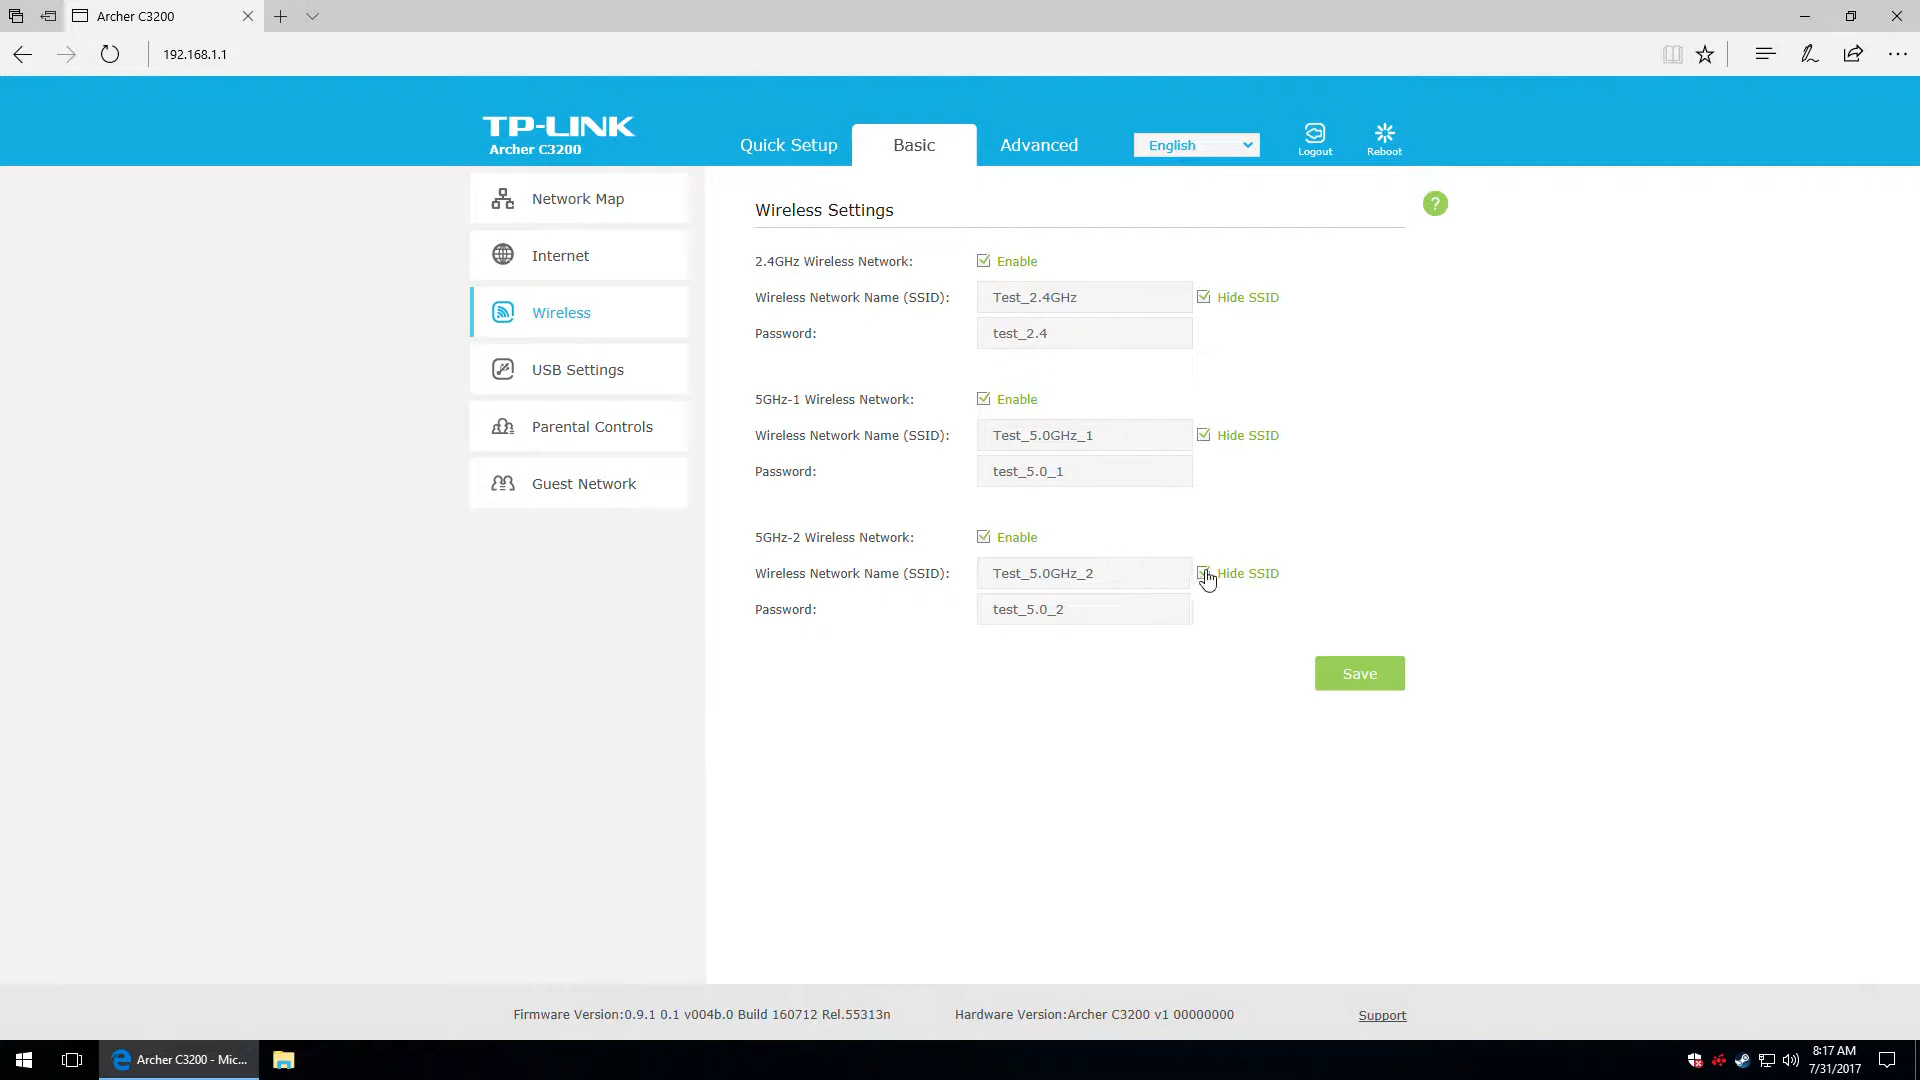 Archer C3200
192.168.1.1
TP-LINK
Archer C3200
Quick Setup
Basic
Advanced
English
Logout
Reboot
Network Map
Internet
Wireless
USB Settings
Parental Controls
Guest Network
Wireless Settings
?
2.4GHz Wireless Network: Enable
Wireless Network Name (SSID): Test_2.4GHz Hide SSID
Password: test_2.4
5GHz-1 Wireless Network: Enable
Wireless Network Name (SSID): Test_5.0GHz_1 Hide SSID
Password: test_5.0_1
5GHz-2 Wireless Network: Enable
Wireless Network Name (SSID): Test_5.0GHz_2 Hide SSID
Password: test_5.0_2
Save
Firmware Version:0.9.1 0.1 v004b.0 Build 160712 Rel.55313n Hardware Version:Archer C3200 v1 00000000 Support
Archer C3200 - Mic...
8:17 AM
7/31/2017